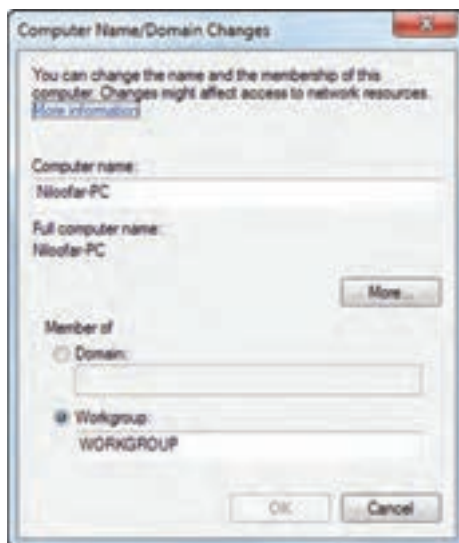 Computer Name/Domain Changes
You can change the name and the membership of this
computer. Changes might affect access to network resources.
More information
Computer name:
Niloofar-PC
Full computer name:
Niloofar-PC
More...
Member of
Domain:
Workgroup:
WORKGROUP
OK
Cancel